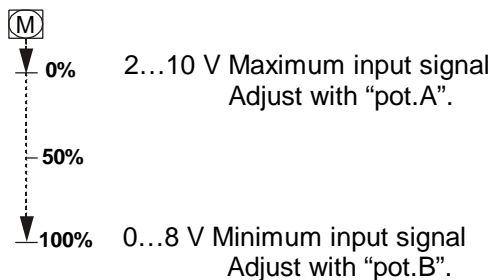 M
0% 2…10 V Maximum input signal
Adjust with “pot.A”.
50%
100% 0…8 V Minimum input signal
Adjust with “pot.B”.